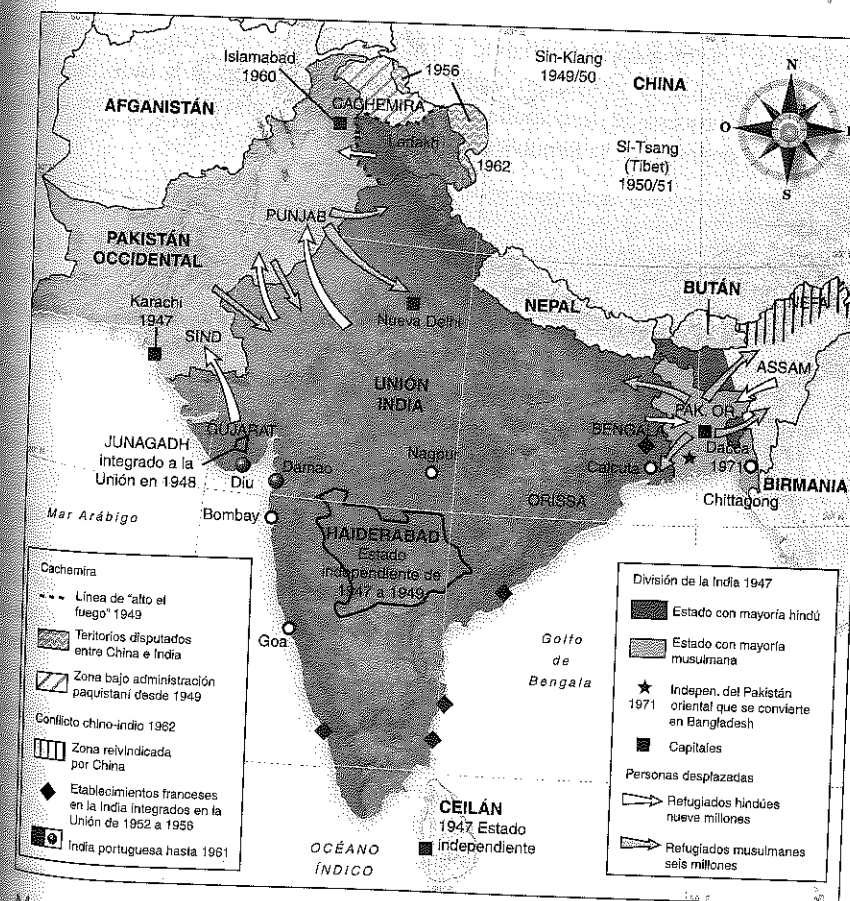 Islamabad
1960
1956
Sin-Kiang
1949/50
CHINA
N
O
S
AFGANISTÁN
CACHEMIRA
Ladakh
1962
Si-Tsang
(Tibet)
1950/51
PUNJAB
PAKISTÁN
OCCIDENTAL
NEPAL
BUTÁN
NEFA
Karachi
1947
SIND
Nueva Delhi
ASSAM
UNIÓN
INDIA
PAK. OR.
GUJARAT
BENGA
Dacca
1971
JUNAGADH
integrado a la
Unión en 1948
Diu
Damao
Nagpur
Calcuta
Chittagong
BIRMANIA
ORISSA
Mar Arábigo
Bombay
HAIDERABAD
Estado
independiente de
1947 a 1949
Goa
Golfo
de
Bengala
CEILÁN
1947 Estado
independiente
OCÉANO
ÍNDICO
Cachemira
Línea de "alto el
fuego" 1949
Teritorios disputados
entre China e India
Zona bajo administración
paquistaní desde 1949
Conflicto chino-indio 1962
Zona reivindicada
por China
Etablecimientos franceses
en la India integrados en la
Unión de 1952 a 1956
India portuguesa hasta 1961
División de la India 1947
Estado con mayoría hindú
Estado con mayoría
musulmana
1971
Indepen. del Pakistán
oriental que se convierte
en Bangladesh
Capitales
Personas desplazadas
Refugiados hindúes
nueve millones
Refugiados musulmanes
seis millones